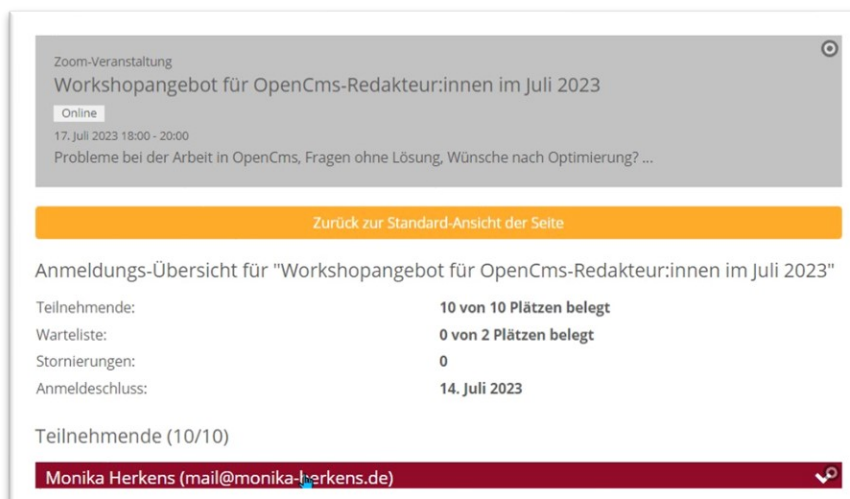 Zoom-Veranstaltung
Workshopangebot für OpenCms-Redakteur:innen im Juli 2023
Online
17. Juli 2023 18:00 - 20:00
Probleme bei der Arbeit in OpenCms, Fragen ohne Lösung, Wünsche nach Optimierung? ...
Zurück zur Standard-Ansicht der Seite
Anmeldungs-Übersicht für "Workshopangebot für OpenCms-Redakteur:innen im Juli 2023"
Teilnehmende: 10 von 10 Plätzen belegt
Warteliste: 0 von 2 Plätzen belegt
Stornierungen: 0
Anmeldeschluss: 14. Juli 2023
Teilnehmende (10/10)
Monika Herkens (mail@monika-herkens.de)